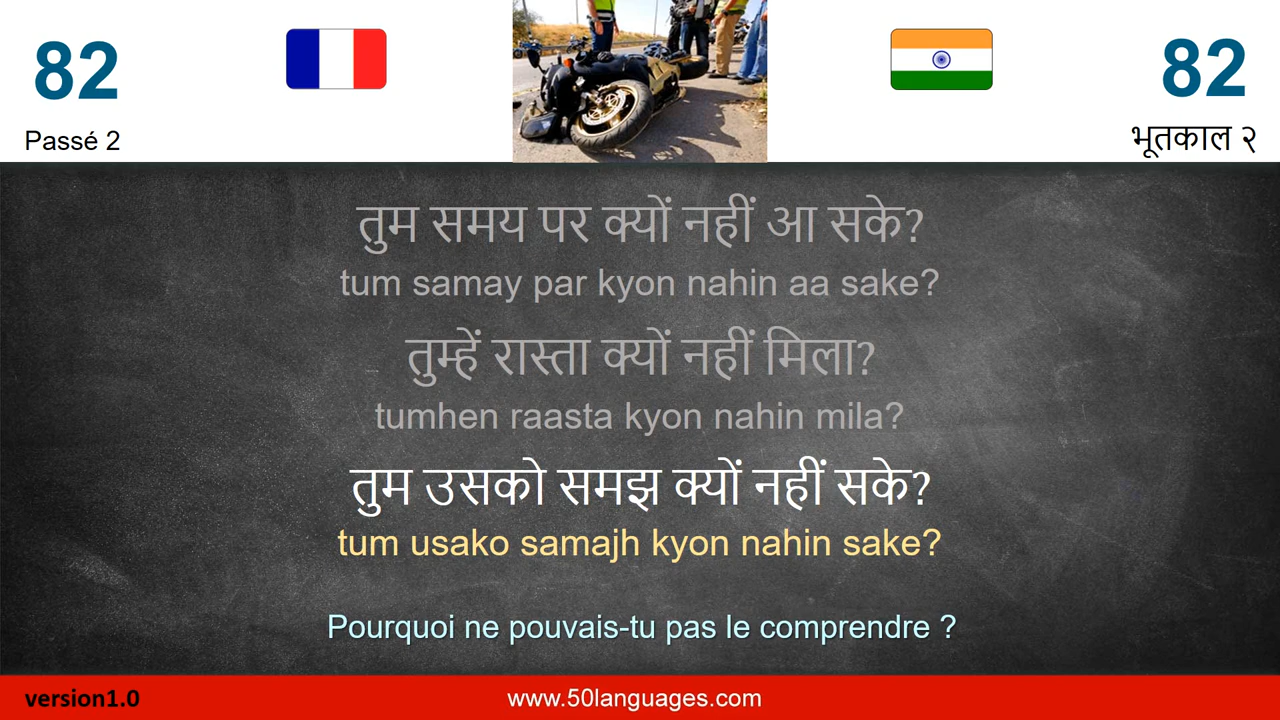 82
82
Passé 2
भूतकाल २
तुम समय पर क्यों नहीं आ सके?
tum samay par kyon nahin aa sake?
तुम्हें रास्ता क्यों नहीं मिला?
tumhen raasta kyon nahin mila?
तुम उसको समझ क्यों नहीं सके?
tum usako samajh kyon nahin sake?
Pourquoi ne pouvais-tu pas le comprendre ?
version1.0
www.50languages.com